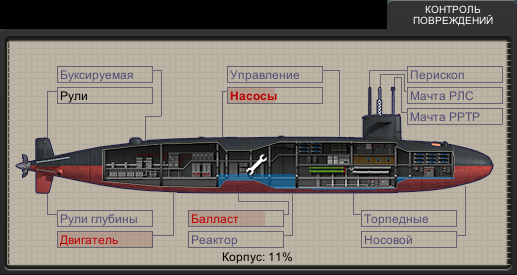 КОНТРОЛЬ
ПОВРЕЖДЕНИЙ
Буксируемая
Управление
Перископ
Рули
Насосы
Мачта РЛС
Мачта РРТР
Рули глубины
Балласт
Торпедные
Двигатель
Реактор
Носовой
Корпус: 11%